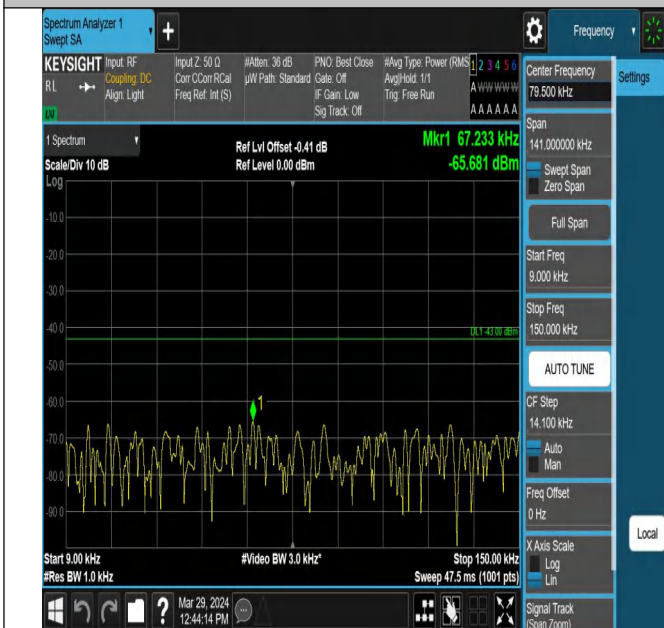 Spectrum Analyzer 1
Swept SA
+
Frequency
KEYSIGHT
RL
LXI
Input: RF
Coupling: DC
Align: Light
Input Z: 50 Ω
Corr CCorr RCal
Freq Ref: Int (S)
#Atten: 36 dB
µW Path: Standard
PNO: Best Close
Gate: Off
IF Gain: Low
Sig Track: Off
#Avg Type: Power (RMS
Avg|Hold: 1/1
Trig: Free Run
1 2 3 4 5 6
A W W W W W
A A A A A A
1 Spectrum
Scale/Div 10 dB
Log
Ref Lvl Offset -0.41 dB
Ref Level 0.00 dBm
Mkr1 67.233 kHz
-65.681 dBm
-10.0
-20.0
-30.0
-40.0
-50.0
-60.0
-70.0
-80.0
-90.0
DL1 -43.00 dBm
1
Start 9.00 kHz
#Res BW 1.0 kHz
#Video BW 3.0 kHz*
Stop 150.00 kHz
Sweep 47.5 ms (1001 pts)
?
Mar 29, 2024
12:44:14 PM
Center Frequency
79.500 kHz
Settings
Span
141.000000 kHz
Swept Span
Zero Span
Full Span
Start Freq
9.000 kHz
Stop Freq
150.000 kHz
AUTO TUNE
CF Step
14.100 kHz
Auto
Man
Freq Offset
0 Hz
Local
X Axis Scale
Log
Lin
Signal Track
(Span Zoom)